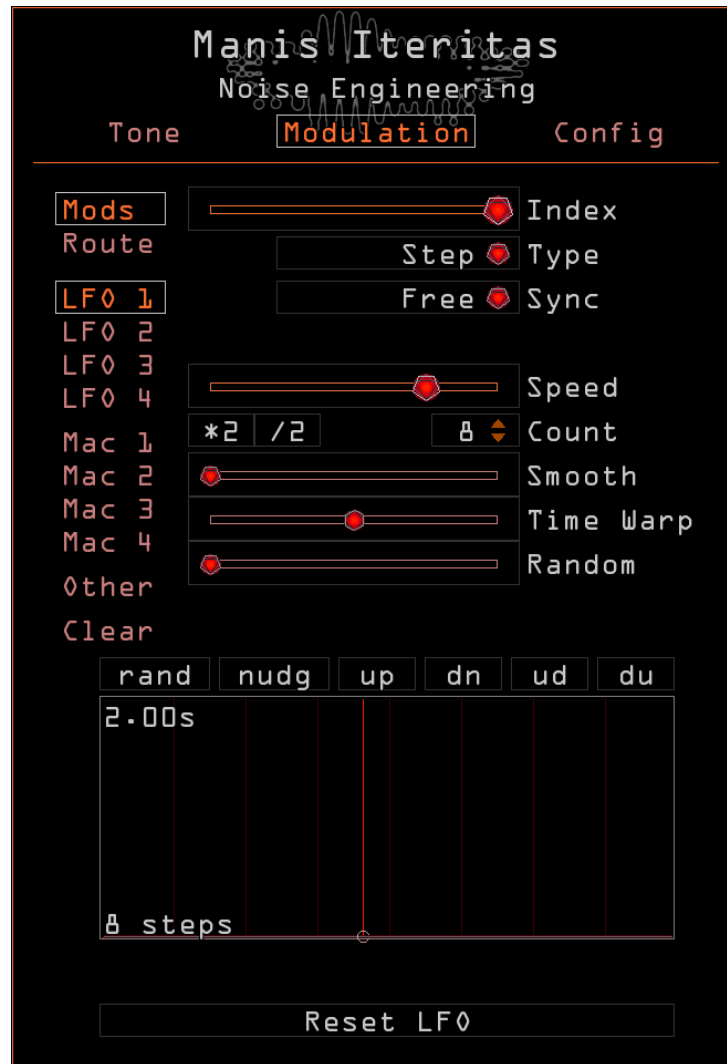 Manis Iteritas
Noise Engineering
Tone Modulation Config
Mods Index
Route Step Type
LFO 1 Free Sync
LFO 2
LFO 3
LFO 4 Speed
Mac 1 *2 /2 8 Count
Mac 2 Smooth
Mac 3 Time Warp
Mac 4
Other Random
Clear
rand nudg up dn ud du
2.00s
8 steps
Reset LFO